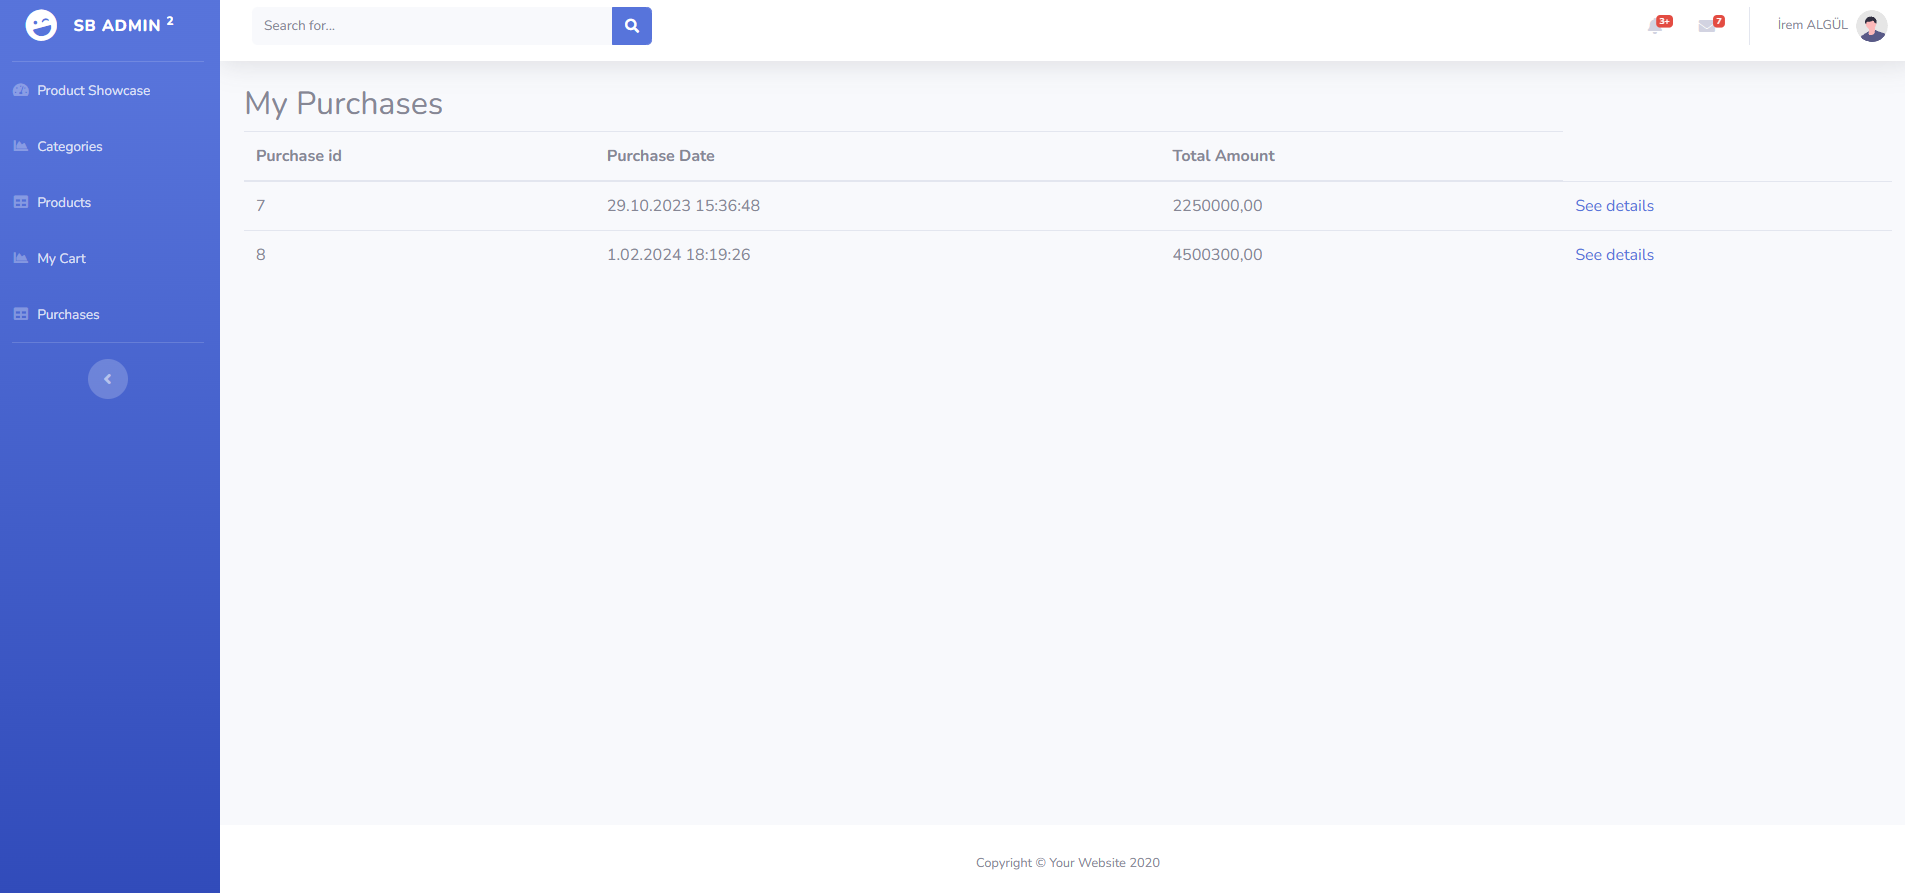 SB ADMIN 2
Search for...
3+
7
İrem ALGÜL
Product Showcase
Categories
Products
My Cart
Purchases
My Purchases
Purchase id Purchase Date Total Amount
7 29.10.2023 15:36:48 2250000,00 See details
8 1.02.2024 18:19:26 4500300,00 See details
Copyright © Your Website 2020